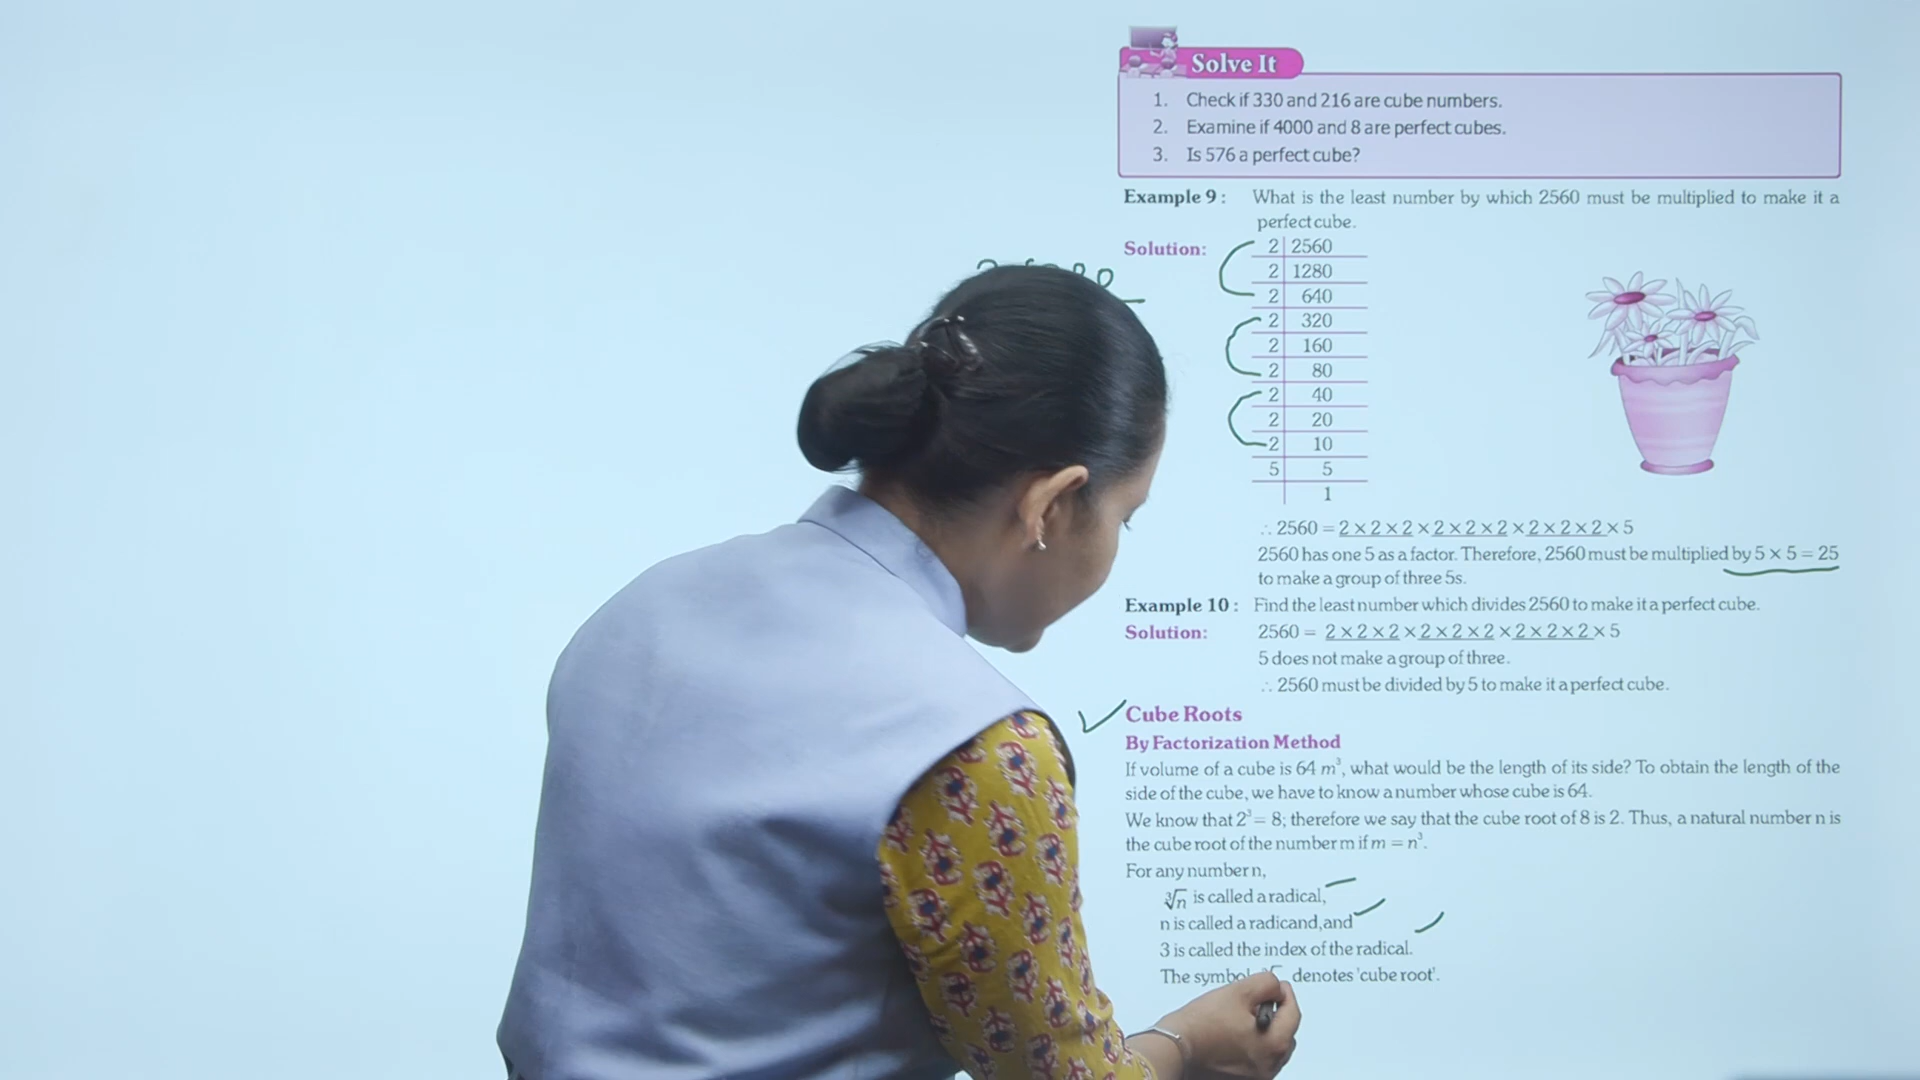 Solve It
1. Check if 330 and 216 are cube numbers.
2. Examine if 4000 and 8 are perfect cubes.
3. Is 576 a perfect cube?
Example 9 : What is the least number by which 2560 must be multiplied to make it a
perfect cube.
Solution:
2 2560
2 1280
2 640
2 320
2 160
2 80
2 40
2 20
2 10
5 5
1
∴ 2560 = 2 × 2 × 2 × 2 × 2 × 2 × 2 × 2 × 2 × 5
2560 has one 5 as a factor. Therefore, 2560 must be multiplied by 5 × 5 = 25
to make a group of three 5s.
Example 10 : Find the least number which divides 2560 to make it a perfect cube.
Solution: 2560 = 2 × 2 × 2 × 2 × 2 × 2 × 2 × 2 × 2 × 5
5 does not make a group of three.
∴ 2560 must be divided by 5 to make it a perfect cube.
Cube Roots
By Factorization Method
If volume of a cube is 64 m³, what would be the length of its side? To obtain the length of the
side of the cube, we have to know a number whose cube is 64.
We know that 2³ = 8; therefore we say that the cube root of 8 is 2. Thus, a natural number n is
the cube root of the number m if m = n³.
For any number n,
∛n is called a radical,
n is called a radicand, and
3 is called the index of the radical.
The symbol denotes 'cube root'.